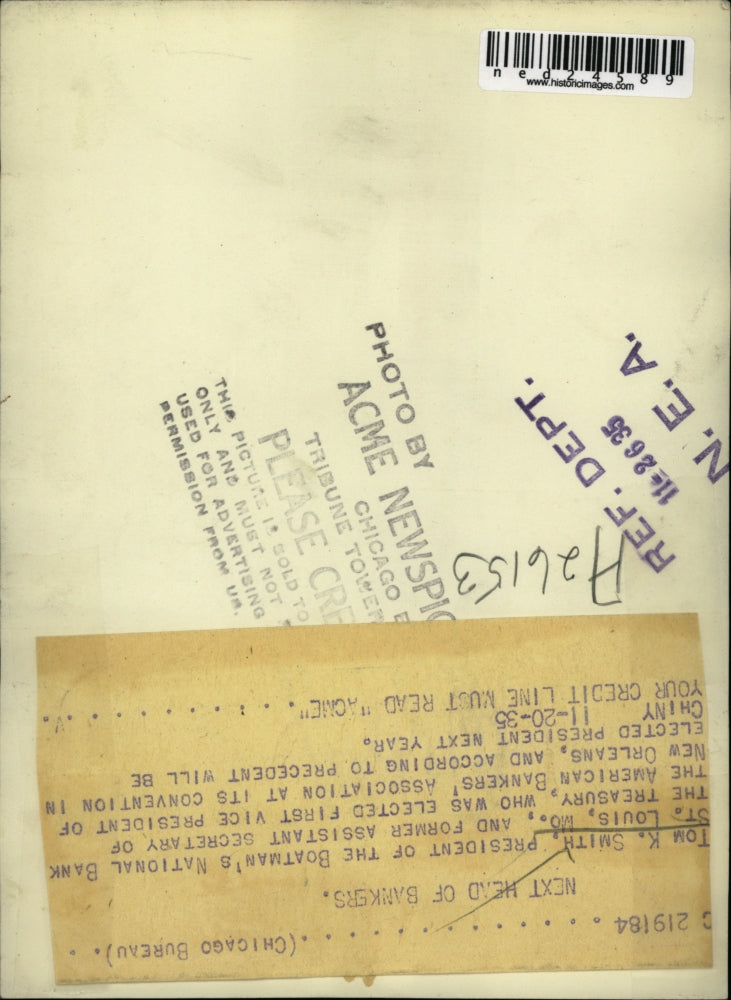 ned24589
www.historicimages.com
REF. DEPT.
11-26 35
N. E. A.
PHOTO BY
ACME NEWSPIC
CHICAGO
TRIBUNE TOWER
PLEASE CRE
THIS PICTURE IS SOLD TO
ONLY AND MUST NOT
USED FOR ADVERTISING
PERMISSION FROM US.
A26153
C 219184 . . . . . . . . . . . . . . (CHICAGO BUREAU). .
NEXT HEAD OF BANKERS.
TOM K. SMITH, PRESIDENT OF THE BOATMAN'S NATIONAL BANK
ST. LOUIS, MO., AND FORMER ASSISTANT SECRETARY OF
THE TREASURY, WHO WAS ELECTED FIRST VICE PRESIDENT OF
THE AMERICAN BANKERS' ASSOCIATION AT ITS CONVENTION IN
NEW ORLEANS, AND ACCORDING TO PRECEDENT WILL BE
ELECTED PRESIDENT NEXT YEAR.
CHINY 11-20-35
YOUR CREDIT LINE MUST READ "ACME". . . . . . . . . .